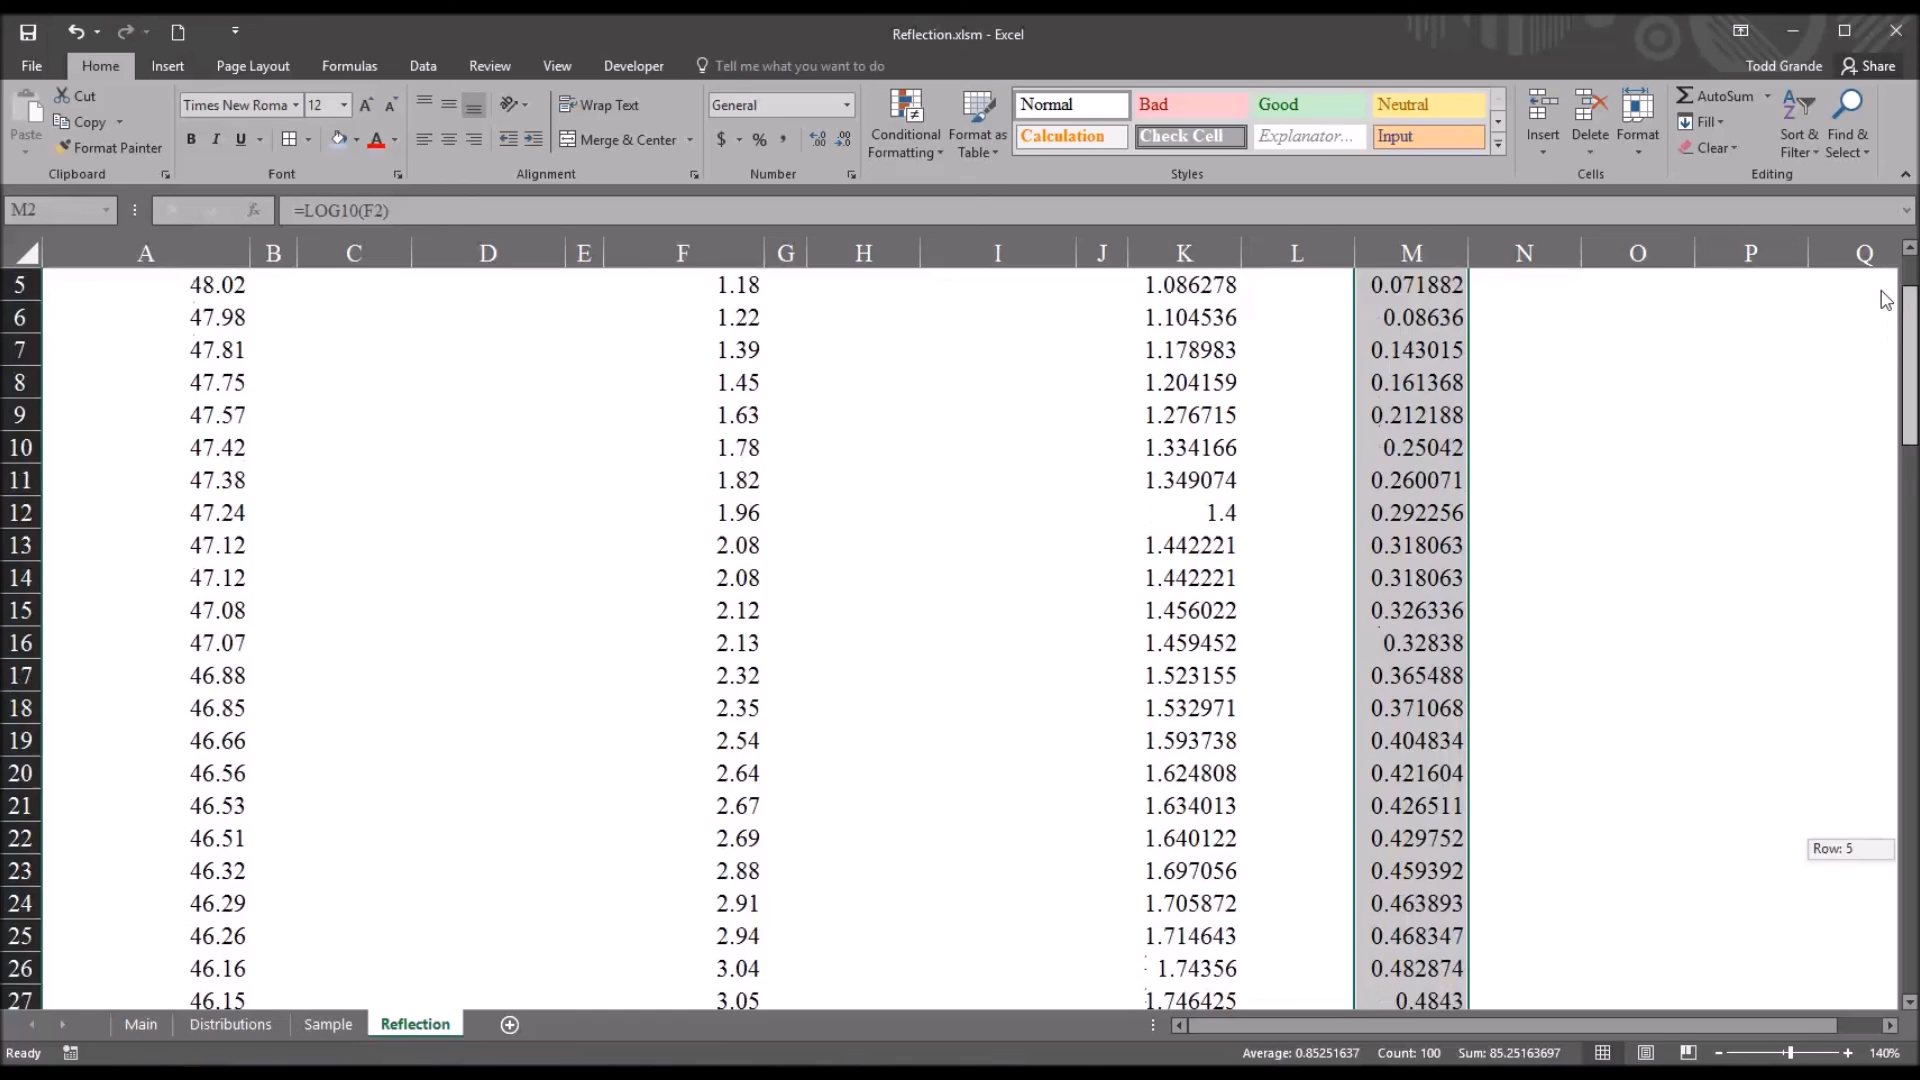 Reflection.xlsm - Excel
File Home Insert Page Layout Formulas Data Review View Developer Tell me what you want to do Todd Grande Share
Cut
Copy
Format Painter
Paste
Clipboard
Times New Roma 12
B I U
Font
Wrap Text
Merge & Center
Alignment
General
$ % ,
Number
Conditional Formatting
Format as Table
Normal Bad Good Neutral
Calculation Check Cell Explanator... Input
Styles
Insert Delete Format
Cells
AutoSum
Fill
Clear
Sort & Filter
Find & Select
Editing
M2 fx =LOG10(F2)
A B C D E F G H I J K L M N O P Q
5 48.02 1.18 1.086278 0.071882
6 47.98 1.22 1.104536 0.08636
7 47.81 1.39 1.178983 0.143015
8 47.75 1.45 1.204159 0.161368
9 47.57 1.63 1.276715 0.212188
10 47.42 1.78 1.334166 0.25042
11 47.38 1.82 1.349074 0.260071
12 47.24 1.96 1.4 0.292256
13 47.12 2.08 1.442221 0.318063
14 47.12 2.08 1.442221 0.318063
15 47.08 2.12 1.456022 0.326336
16 47.07 2.13 1.459452 0.32838
17 46.88 2.32 1.523155 0.365488
18 46.85 2.35 1.532971 0.371068
19 46.66 2.54 1.593738 0.404834
20 46.56 2.64 1.624808 0.421604
21 46.53 2.67 1.634013 0.426511
22 46.51 2.69 1.640122 0.429752
Row: 5
23 46.32 2.88 1.697056 0.459392
24 46.29 2.91 1.705872 0.463893
25 46.26 2.94 1.714643 0.468347
26 46.16 3.04 1.74356 0.482874
27 46.15 3.05 1.746425 0.4843
Main Distributions Sample Reflection
Ready Average: 0.85251637 Count: 100 Sum: 85.25163697 140%